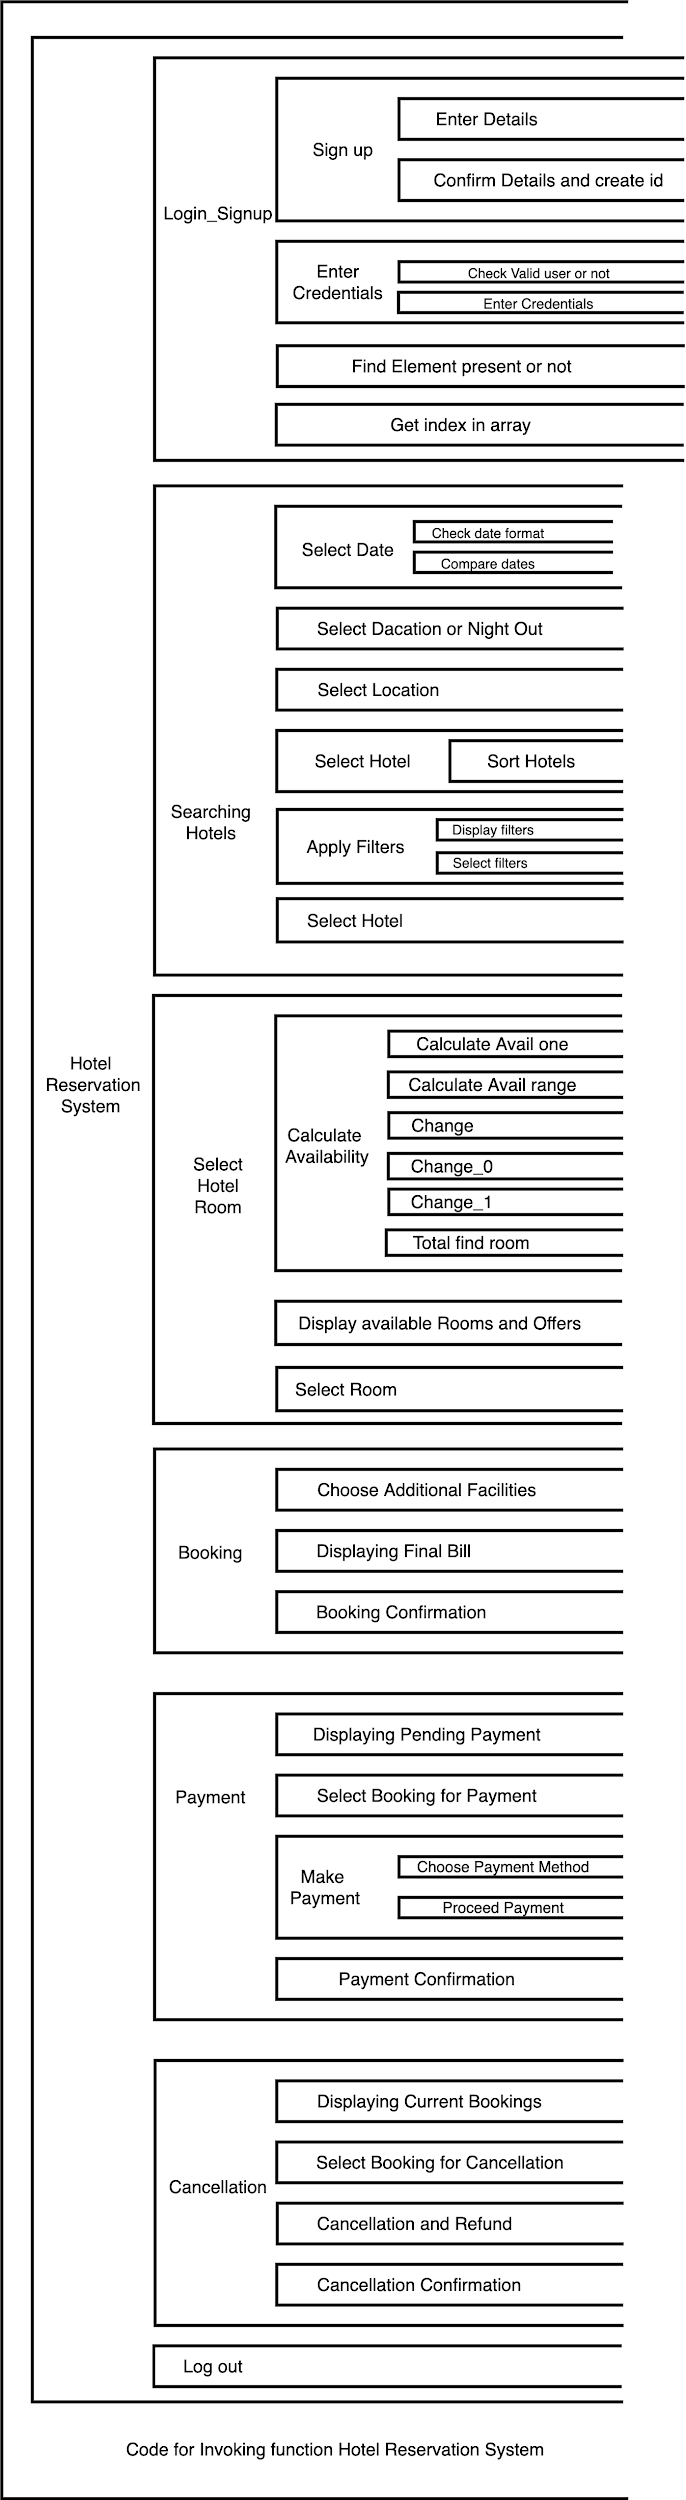 Enter Details
Sign up
Confirm Details and create id
Login_Signup
Enter
Credentials
Check Valid user or not
Enter Credentials
Find Element present or not
Get index in array
Select Date
Check date format
Compare dates
Select Dacation or Night Out
Select Location
Select Hotel
Sort Hotels
Searching
Hotels
Apply Filters
Display filters
Select filters
Select Hotel
Hotel
Reservation
System
Select
Hotel
Room
Calculate
Availability
Calculate Avail one
Calculate Avail range
Change
Change_0
Change_1
Total find room
Display available Rooms and Offers
Select Room
Booking
Choose Additional Facilities
Displaying Final Bill
Booking Confirmation
Payment
Displaying Pending Payment
Select Booking for Payment
Make
Payment
Choose Payment Method
Proceed Payment
Payment Confirmation
Cancellation
Displaying Current Bookings
Select Booking for Cancellation
Cancellation and Refund
Cancellation Confirmation
Log out
Code for Invoking function Hotel Reservation System